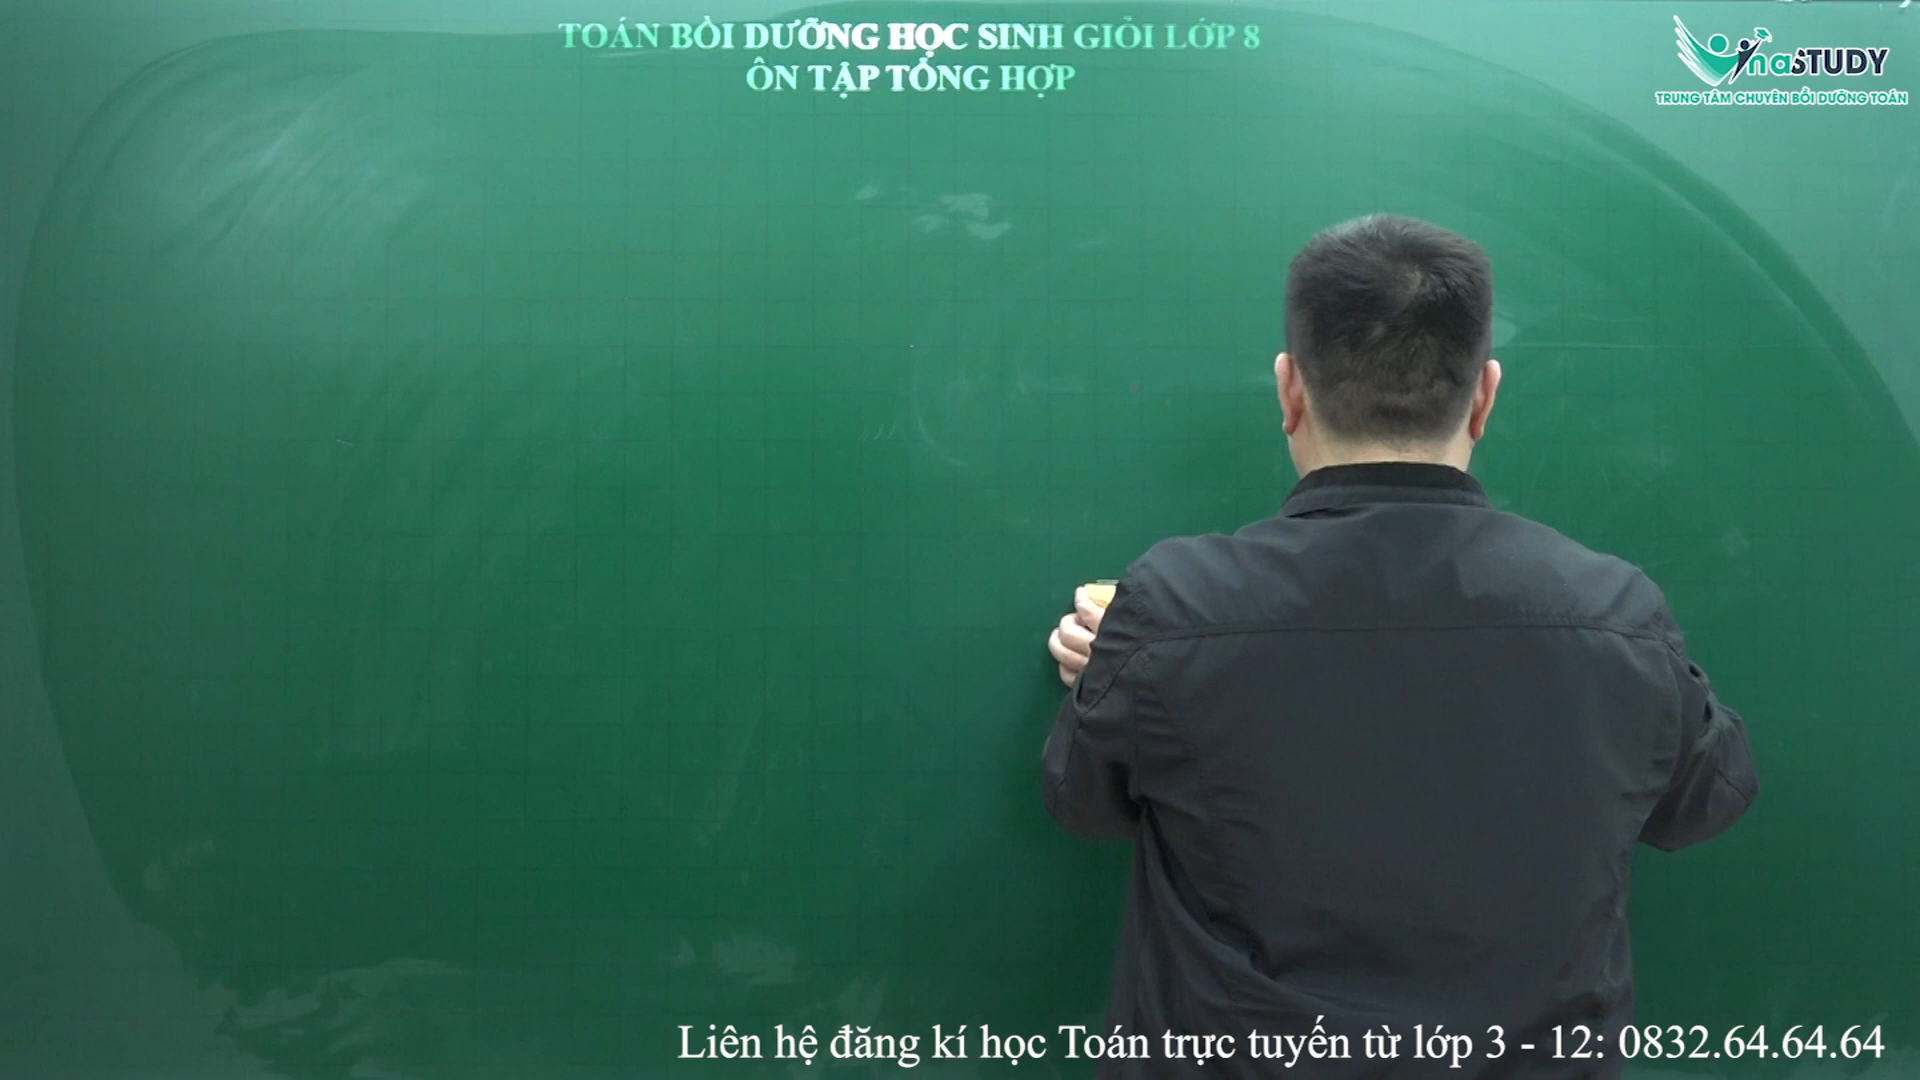 TOÁN BỒI DƯỠNG HỌC SINH GIỎI LỚP 8
ÔN TẬP TỔNG HỢP
VinaSTUDY
TRUNG TÂM CHUYÊN BỒI DƯỠNG TOÁN
Liên hệ đăng kí học Toán trực tuyến từ lớp 3 - 12: 0832.64.64.64